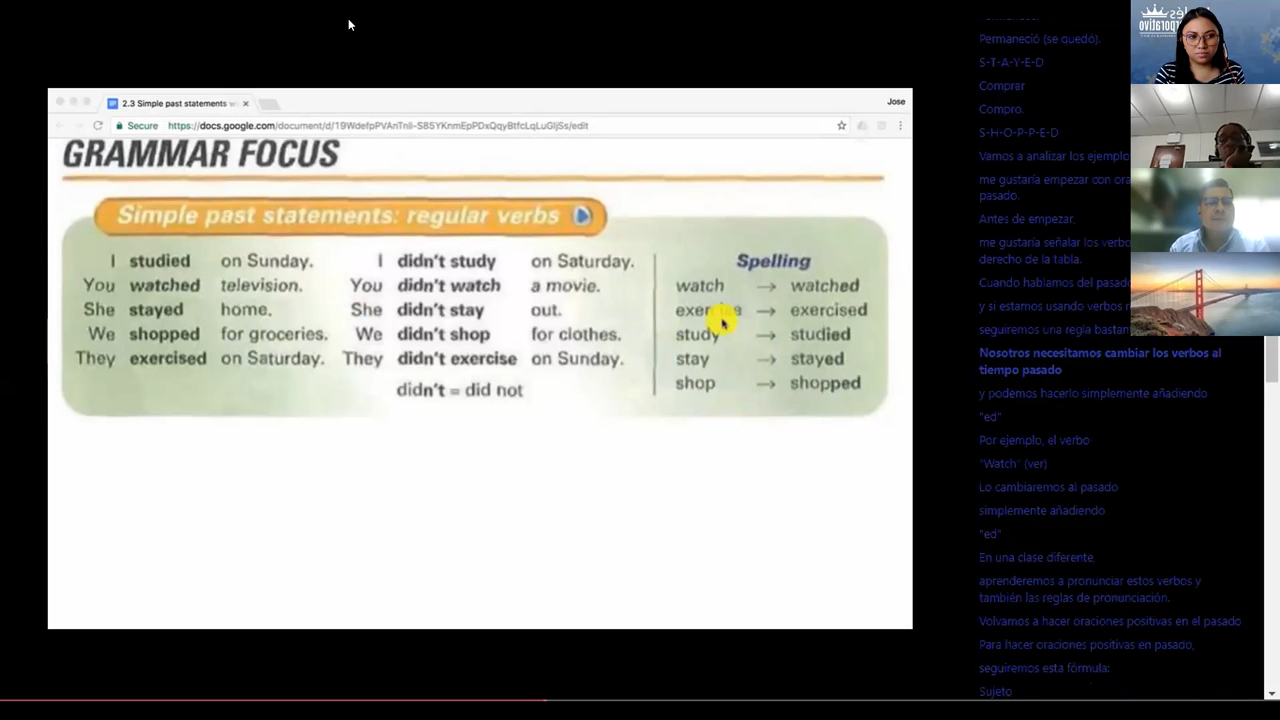 2.3 Simple past statements
Jose
Secure https://docs.google.com/document/d/19WdefpPVAnTnli-S85YKnmEpPDxQqyBtfcLqLuGljSs/edit
GRAMMAR FOCUS
Simple past statements: regular verbs
I studied on Sunday.
You watched television.
She stayed home.
We shopped for groceries.
They exercised on Saturday.
I didn't study on Saturday.
You didn't watch a movie.
She didn't stay out.
We didn't shop for clothes.
They didn't exercise on Sunday.
didn't = did not
Spelling
watch → watched
exercise → exercised
study → studied
stay → stayed
shop → shopped
Permaneció (se quedó).
S-T-A-Y-E-D
Comprar
Compro.
S-H-O-P-P-E-D
Vamos a analizar los ejemplo
me gustaría empezar con ora
pasado.
Antes de empezar,
me gustaría señalar los verbo
derecho de la tabla.
Cuando hablamos del pasado
y si estamos usando verbos r
seguiremos una regla bastan
Nosotros necesitamos cambiar los verbos al
tiempo pasado
y podemos hacerlo simplemente añadiendo
"ed"
Por ejemplo, el verbo
"Watch" (ver)
Lo cambiaremos al pasado
simplemente añadiendo
"ed"
En una clase diferente,
aprenderemos a pronunciar estos verbos y
también las reglas de pronunciación.
Volvamos a hacer oraciones positivas en el pasado
Para hacer oraciones positivas en pasado,
seguiremos esta fórmula:
Sujeto